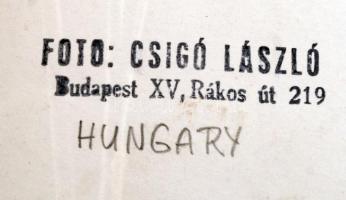 FOTO: CSIGÓ LÁSZLÓ
Budapest XV, Rákos út 219
HUNGARY